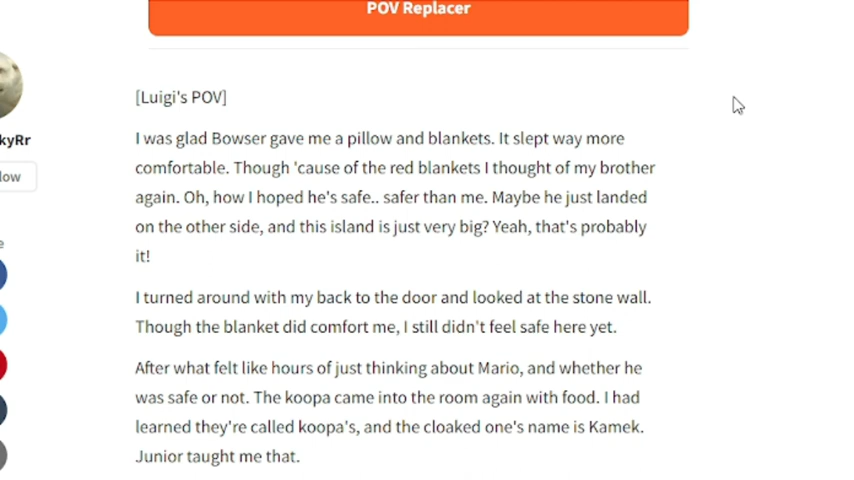 POV Replacer
[Luigi's POV]
kyRr
low
e
I was glad Bowser gave me a pillow and blankets. It slept way more
comfortable. Though 'cause of the red blankets I thought of my brother
again. Oh, how I hoped he's safe.. safer than me. Maybe he just landed
on the other side, and this island is just very big? Yeah, that's probably
it!
I turned around with my back to the door and looked at the stone wall.
Though the blanket did comfort me, I still didn't feel safe here yet.
After what felt like hours of just thinking about Mario, and whether he
was safe or not. The koopa came into the room again with food. I had
learned they're called koopa's, and the cloaked one's name is Kamek.
Junior taught me that.